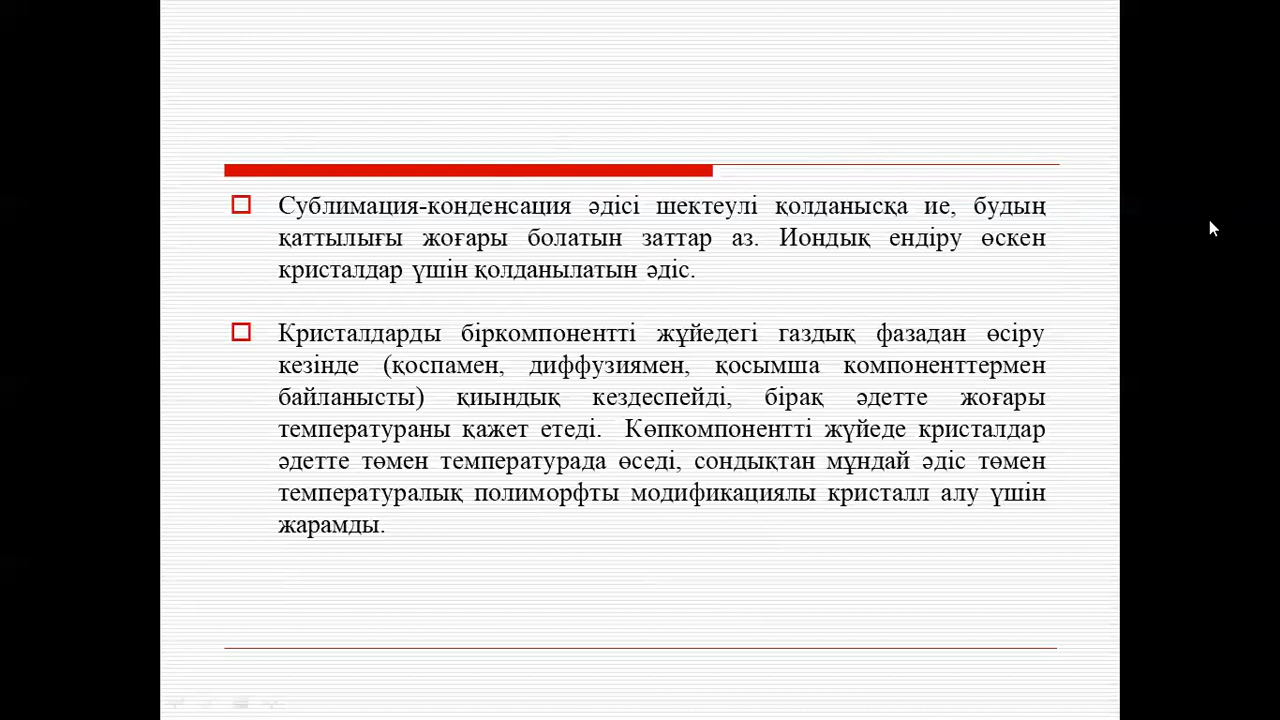 Сублимация-конденсация әдісі шектеулі қолданысқа ие, будың
қаттылығы жоғары болатын заттар аз. Иондық ендіру өскен
кристалдар үшін қолданылатын әдіс.
Кристалдарды біркомпонентті жүйедегі газдық фазадан өсіру
кезінде (қоспамен, диффузиямен, қосымша компоненттермен
байланысты) қиындық кездеспейді, бірақ әдетте жоғары
температураны қажет етеді. Көпкомпонентті жүйеде кристалдар
әдетте төмен температурада өседі, сондықтан мұндай әдіс төмен
температуралық полиморфты модификациялы кристалл алу үшін
жарамды.